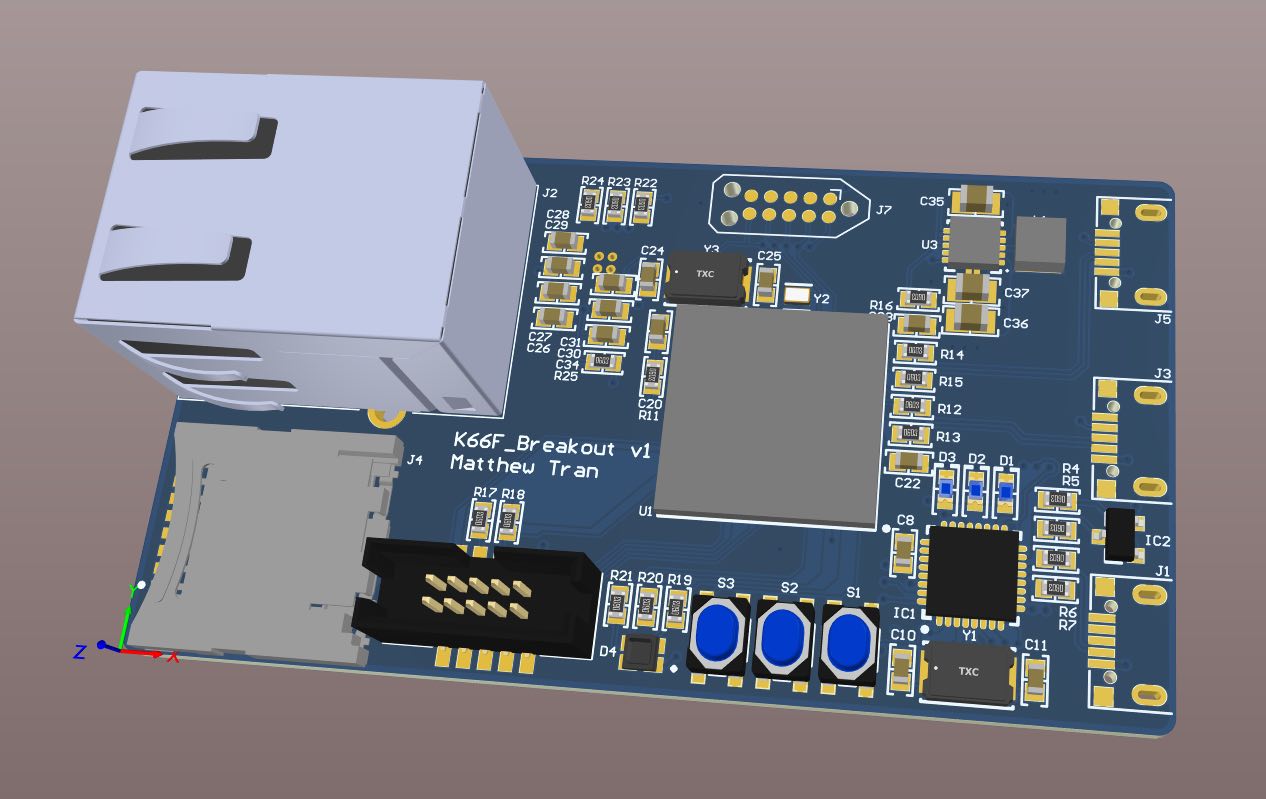 R24 R23 R22
J2
C28
C29
J7
C35
U3
C24
Y3
TXC
C25
Y2
C37
C36
J5
R16
R14
R15
R12
R13
C22
C27
C26
C31
C30
C34
R25
C20
R11
J3
K66F_Breakout v1
Matthew Tran
J4
R17 R18
U1
D3 D2 D1
R4
R5
C8
IC2
IC1
J1
R6
R7
R21 R20 R19
S3 S2 S1
D4
C10
Y1
TXC
C11
Y
Z
X